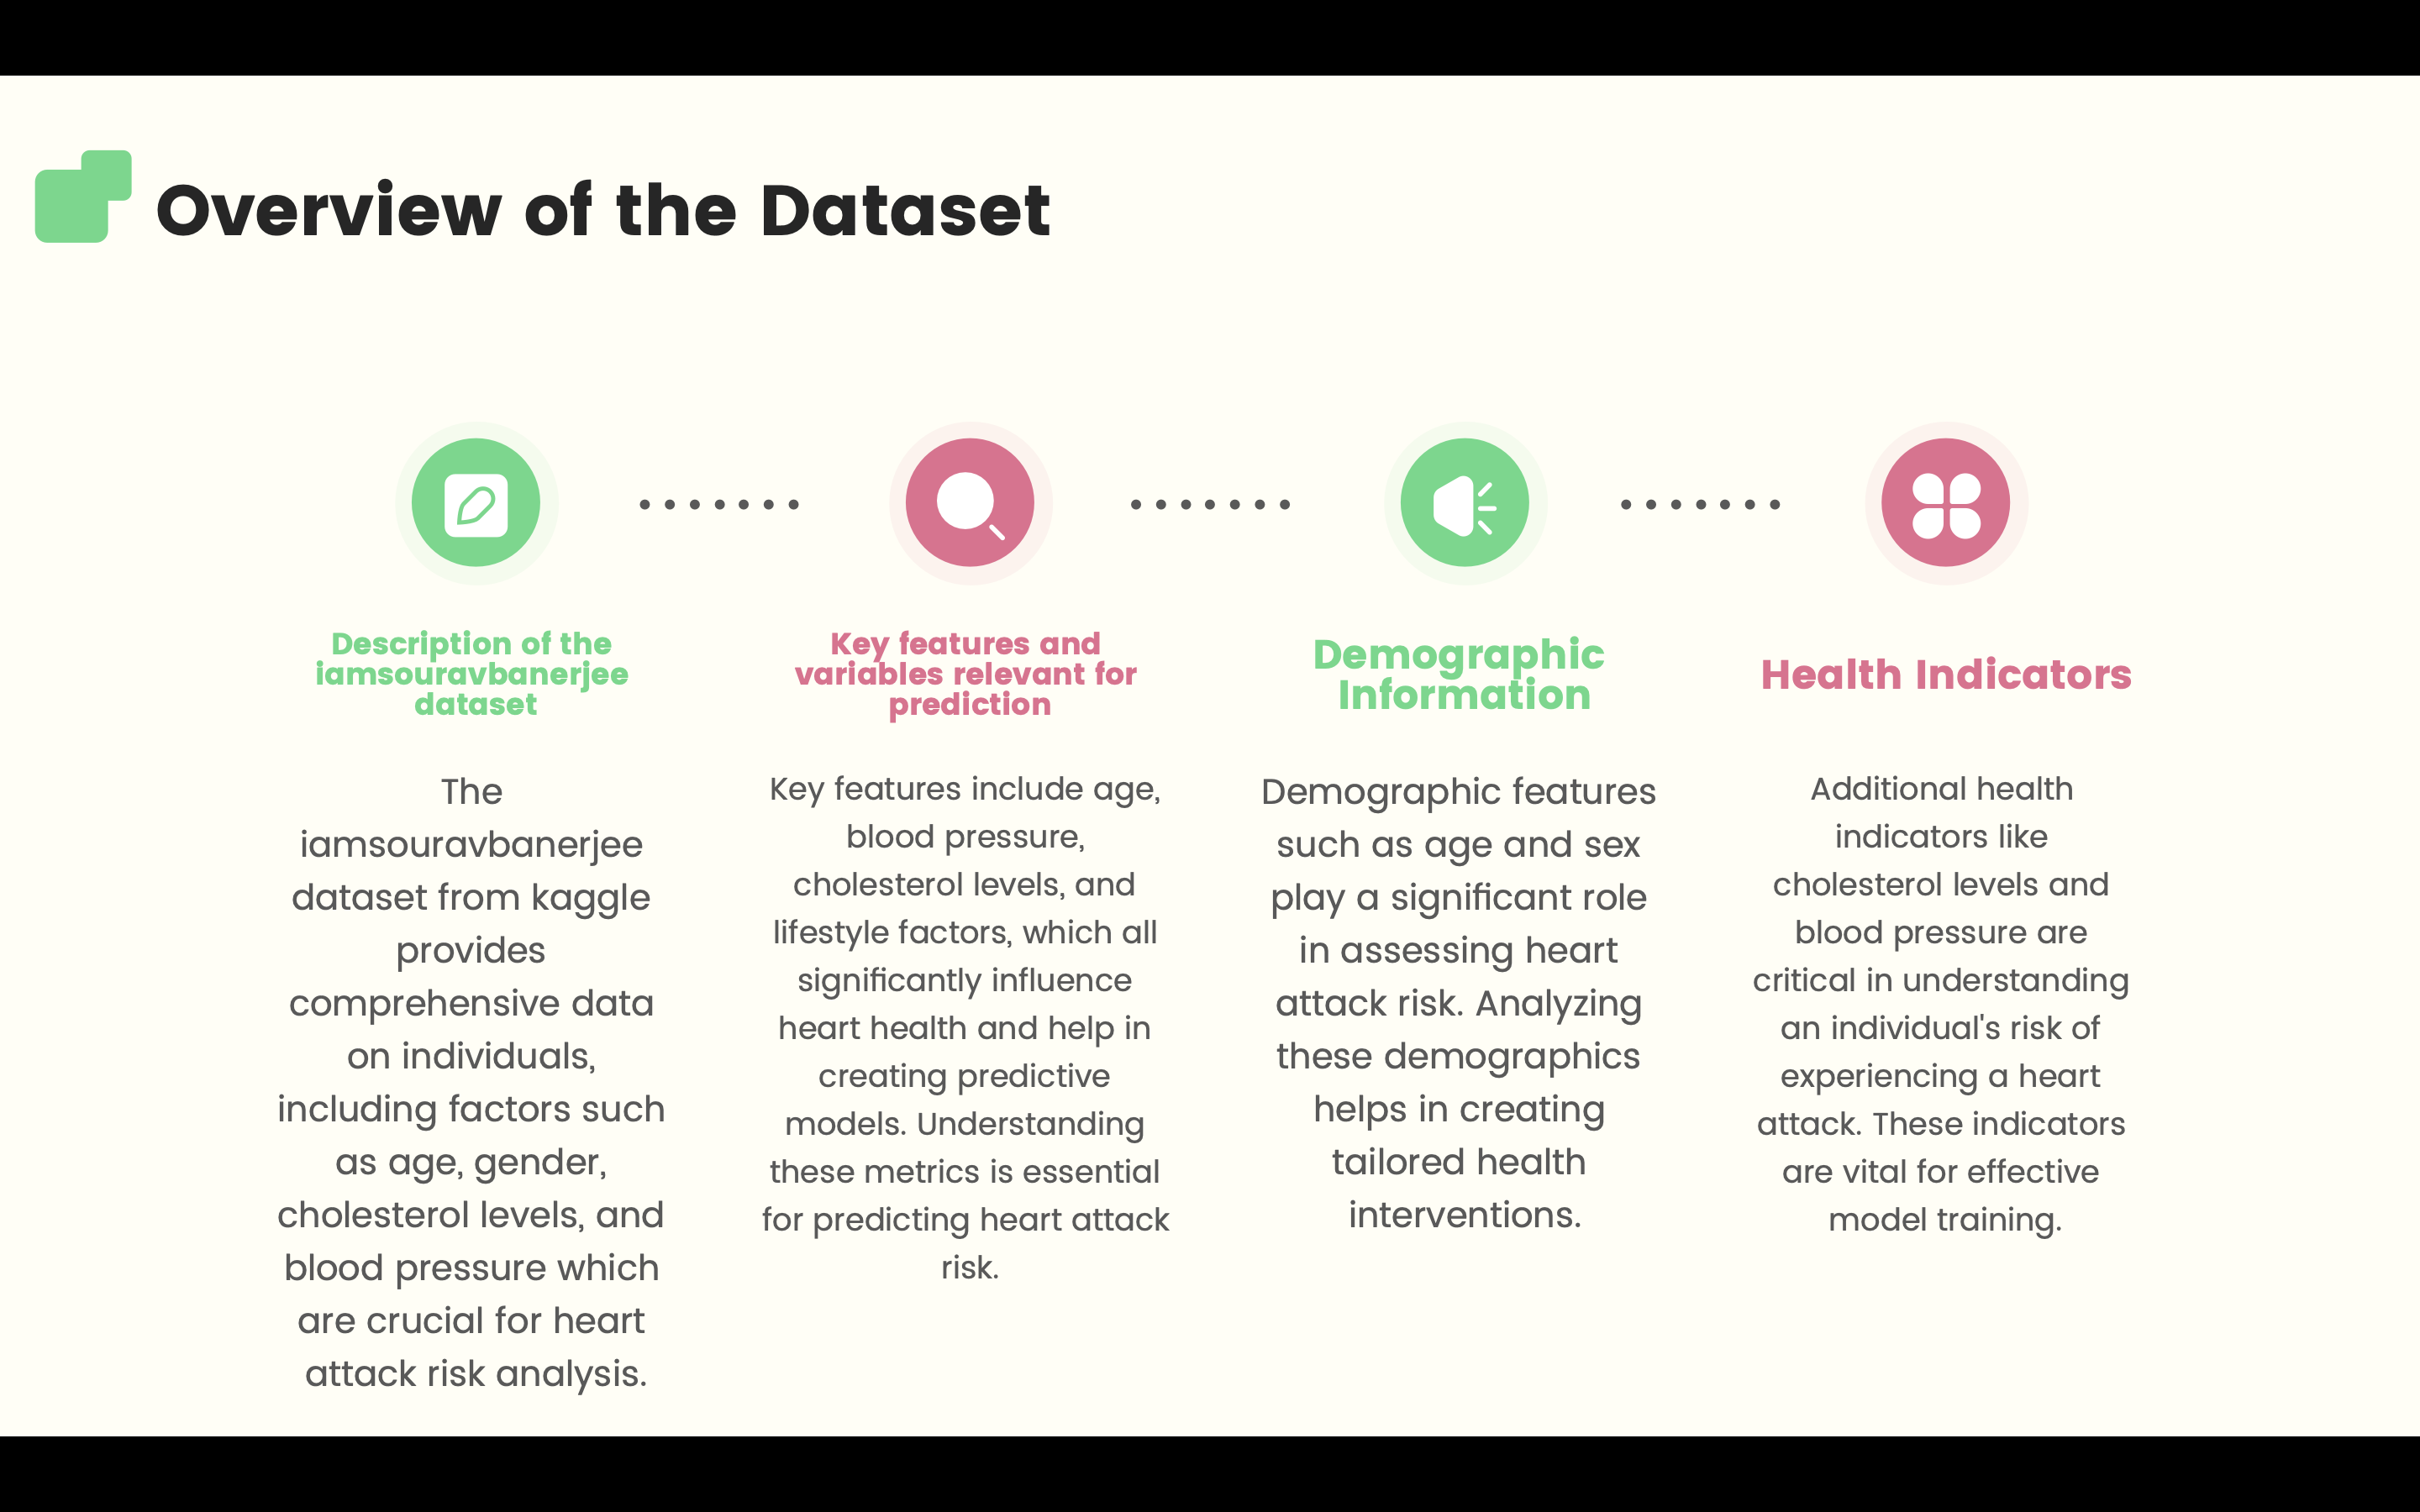 Overview of the Dataset
Description of the
iamsouravbanerjee
dataset
The
iamsouravbanerjee
dataset from kaggle
provides
comprehensive data
on individuals,
including factors such
as age, gender,
cholesterol levels, and
blood pressure which
are crucial for heart
attack risk analysis.
Key features and
variables relevant for
prediction
Key features include age,
blood pressure,
cholesterol levels, and
lifestyle factors, which all
significantly influence
heart health and help in
creating predictive
models. Understanding
these metrics is essential
for predicting heart attack
risk.
Demographic
Information
Demographic features
such as age and sex
play a significant role
in assessing heart
attack risk. Analyzing
these demographics
helps in creating
tailored health
interventions.
Health Indicators
Additional health
indicators like
cholesterol levels and
blood pressure are
critical in understanding
an individual's risk of
experiencing a heart
attack. These indicators
are vital for effective
model training.